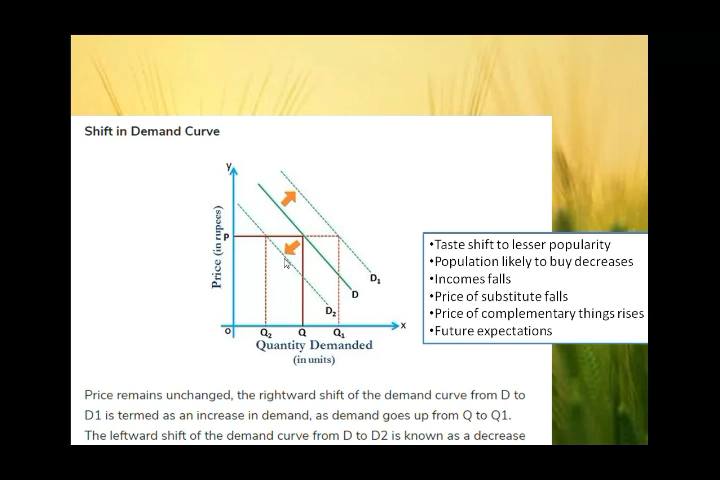 Shift in Demand Curve
y
Price (in rupees)
P
D₁
D
D₂
o
Q₂
Q
Q₁
x
Quantity Demanded
(in units)
•Taste shift to lesser popularity
•Population likely to buy decreases
•Incomes falls
•Price of substitute falls
•Price of complementary things rises
•Future expectations
Price remains unchanged, the rightward shift of the demand curve from D to
D1 is termed as an increase in demand, as demand goes up from Q to Q1.
The leftward shift of the demand curve from D to D2 is known as a decrease